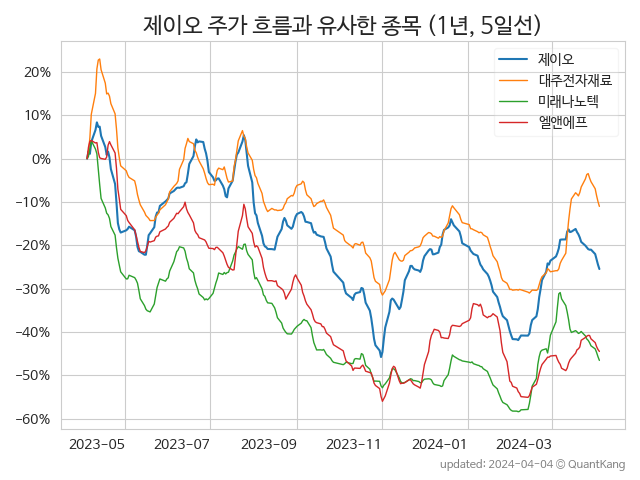 제이오 주가 흐름과 유사한 종목 (1년, 5일선)
제이오
대주전자재료
미래나노텍
엘앤에프
20%
10%
0%
−10%
−20%
−30%
−40%
−50%
−60%
2023−05 2023−07 2023−09 2023−11 2024−01 2024−03
updated: 2024-04-04 © QuantKang